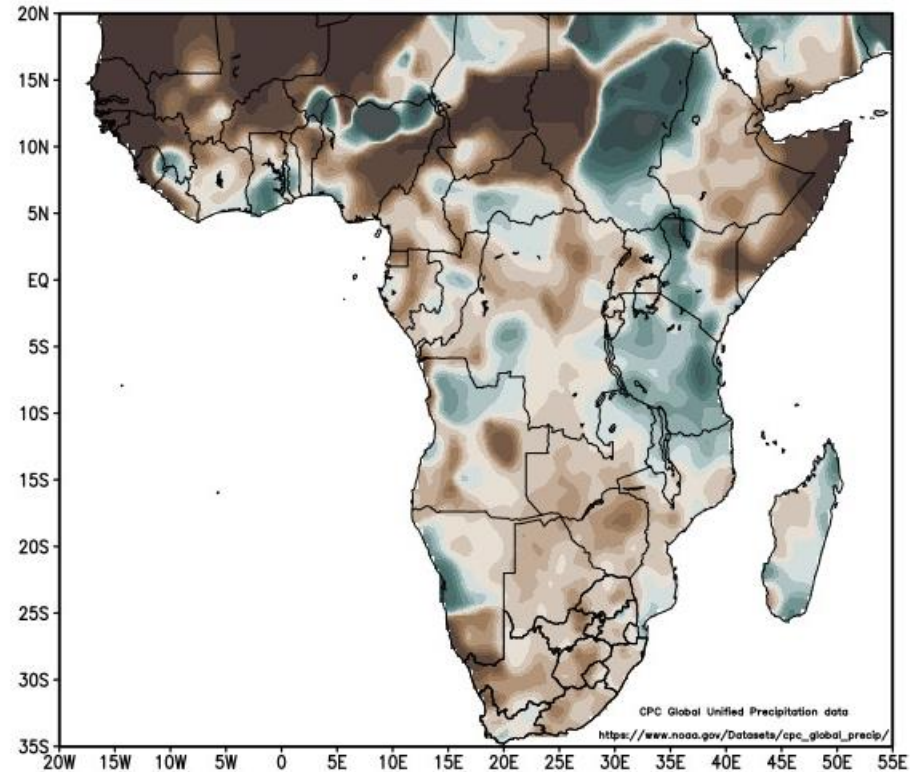 20N
15N
10N
5N
EQ
5S
10S
15S
20S
25S
30S
35S
CPC Global Unified Precipitation data
https://www.noaa.gov/Datasets/cpc_global_precip/
20W 15W 10W 5W 0 5E 10E 15E 20E 25E 30E 35E 40E 45E 50E 55E